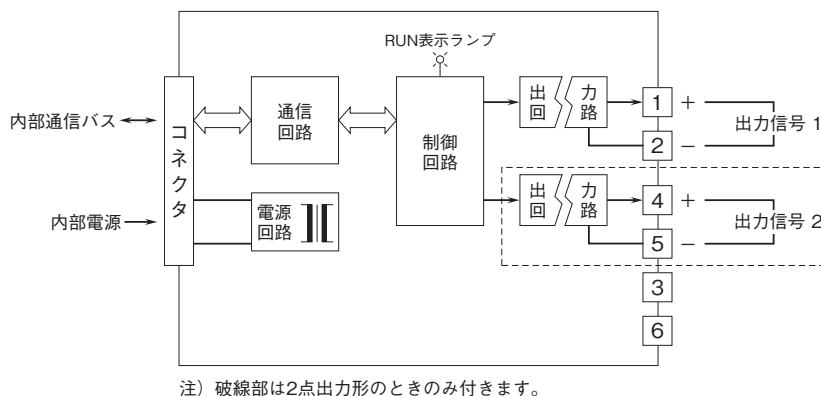 RUN表示ランプ
内部通信バス
コネクタ
通信
回路
制御
回路
出力
回路
1 +
出力信号 1
2 −
内部電源
電源
回路
出力
回路
4 +
出力信号 2
5 −
3
6
注）破線部は2点出力形のときのみ付きます。